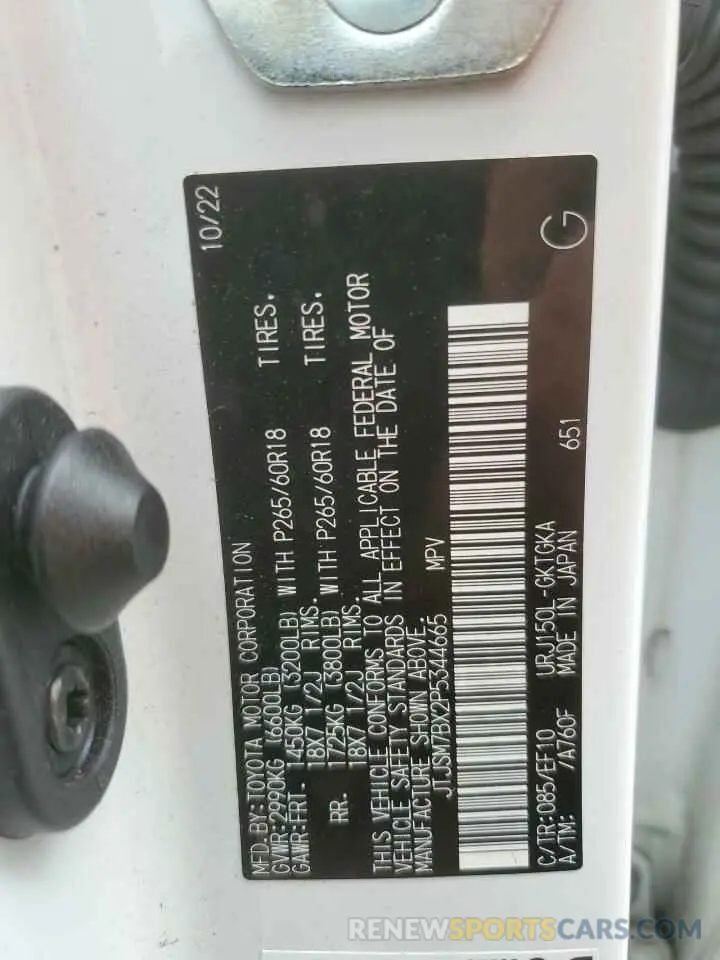 MFD.BY:TOYOTA MOTOR CORPORATION 10/22
GVWR:2990KG (6600LB)
GAWR:FRT. 1450KG (3200LB) WITH P265/60R18 TIRES.
18X7 1/2J RIMS.
RR. 1725KG (3800LB) WITH P265/60R18 TIRES.
18X7 1/2J RIMS.
THIS VEHICLE CONFORMS TO ALL APPLICABLE FEDERAL MOTOR
VEHICLE SAFETY STANDARDS IN EFFECT ON THE DATE OF
MANUFACTURE SHOWN ABOVE.
JTJSM7BX2P5344665 MPV
C/TR:085/EF10 URJ150L-GKTGKA
A/TM: /A760F MADE IN JAPAN 651
G
RENEWSPORTSCARS.COM